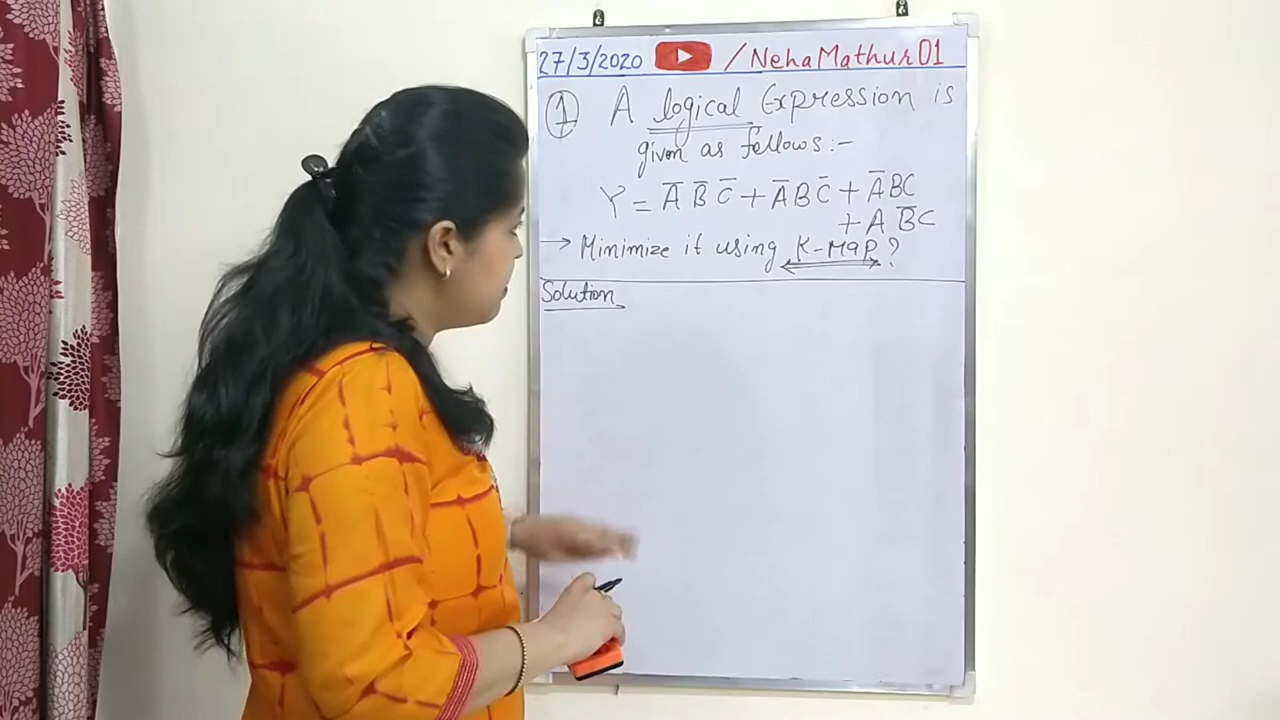 27/3/2020 /NehaMathur01
① A logical Expression is
given as follows:-
Y = A̅ B̅ C̅ + A̅ B C̅ + A̅ B C
+ A B̅ C
→ Minimize it using K-Map?
Solution